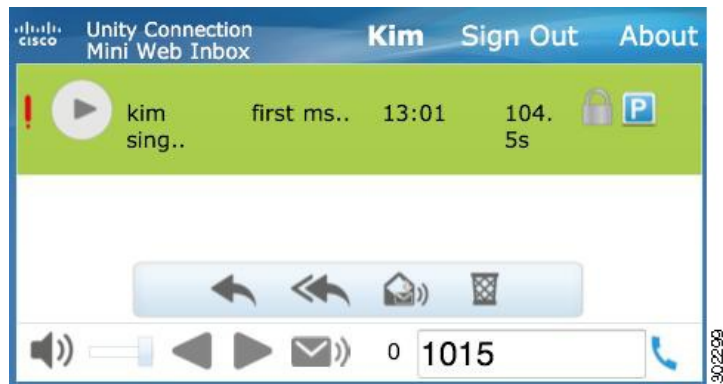 cisco
Unity Connection
Mini Web Inbox
Kim Sign Out About
! kim sing.. first ms.. 13:01 104.5s P
0 1015
302299